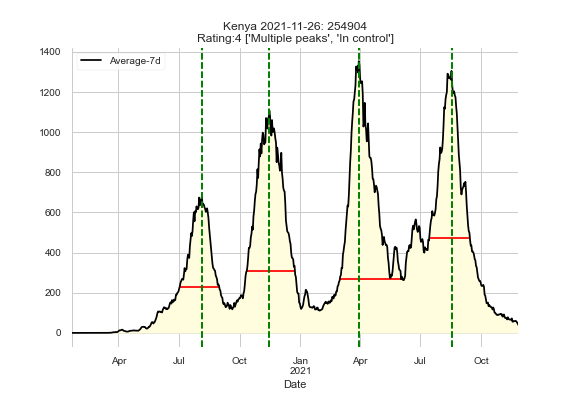 Kenya 2021-11-26: 254904
Rating:4 ['Multiple peaks', 'In control']
Average-7d
1400
1200
1000
800
600
400
200
0
Apr
Jul
Oct
Jan
2021
Apr
Jul
Oct
Date